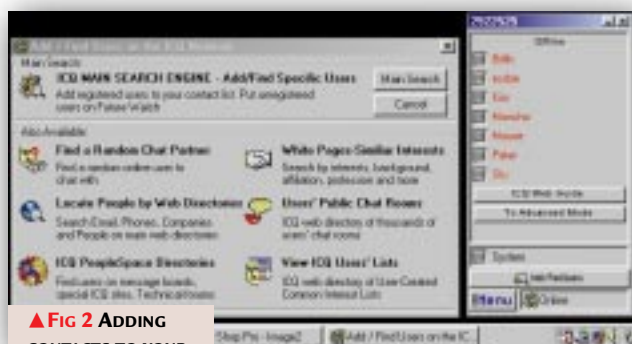 Add / Find Users on the ICQ Network
Main Search:
ICQ MAIN SEARCH ENGINE - Add/Find Specific Users
Add registered users to your contact list. Put unregistered
users on Future Watch
Main Search
Cancel
Also Available:
Find a Random Chat Partner
Find a random online user to
chat with
White Pages-Similar Interests
Search by interests, background,
affiliation, profession and more
Locate People by Web Directories
Search Email, Phones, Companies
and People on main web directories
Users' Public Chat Rooms
ICQ web directory of thousands of
users' chat rooms
ICQ PeopleSpace Directories
Find users on message boards,
special ICQ sites, Technical teams
View ICQ Users' Lists
ICQ web directory of User-Created
Common Interest Lists
Offline
ICQ Web mode
To Advanced Mode
System
Menu
Online
▲FIG 2 ADDING
CONTACTS TO YOUR
Shop Pro - Image2
Add / Find Users on the IC...